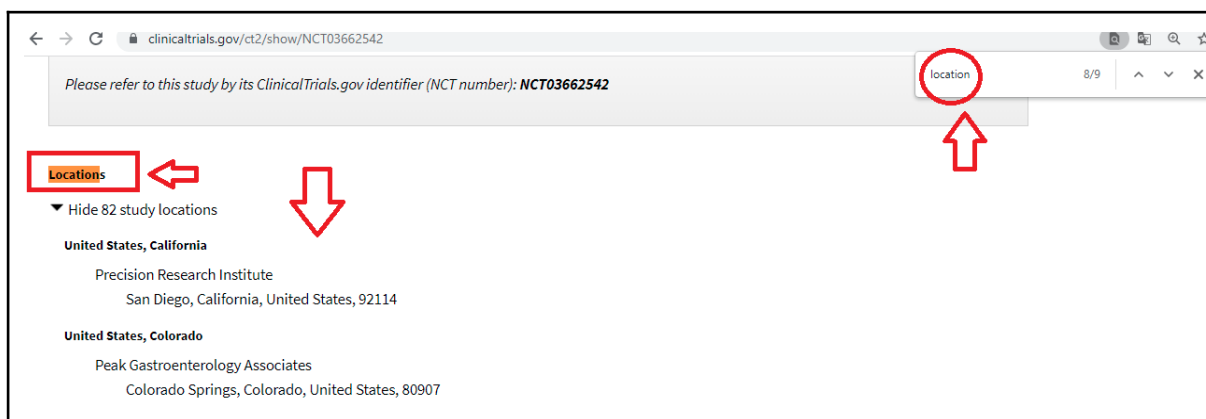 clinicaltrials.gov/ct2/show/NCT03662542
location 8/9
Please refer to this study by its ClinicalTrials.gov identifier (NCT number): NCT03662542
Locations
Hide 82 study locations
United States, California
Precision Research Institute
San Diego, California, United States, 92114
United States, Colorado
Peak Gastroenterology Associates
Colorado Springs, Colorado, United States, 80907